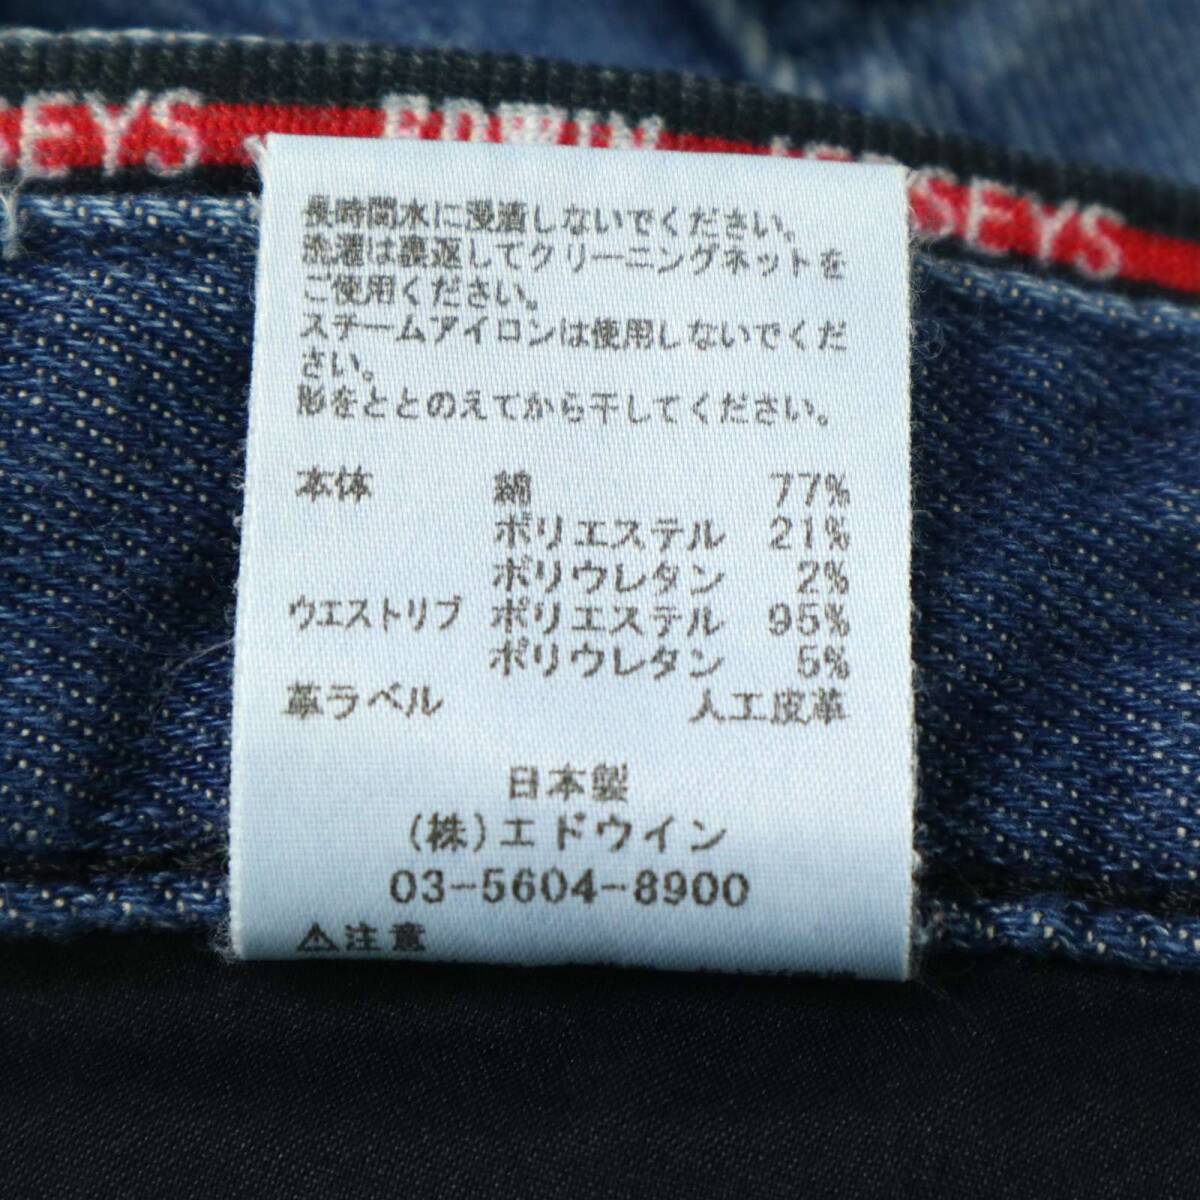 SEYS EDWIN SEYS
長時間水に浸漬しないでください。
洗濯は裏返してクリーニングネットを
ご使用ください。
スチームアイロンは使用しないでくだ
さい。
形をととのえてから干してください。
本体 綿 77%
ポリエステル 21%
ポリウレタン 2%
ウエストリブ ポリエステル 95%
ポリウレタン 5%
革ラベル 人工皮革
日本製
(株)エドウイン
03-5604-8900
⚠注意